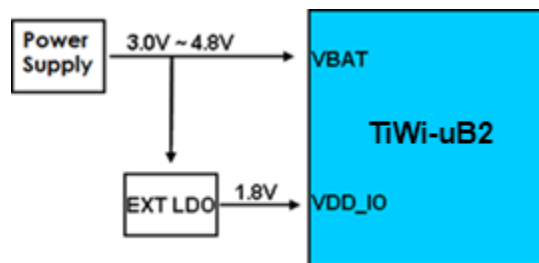 Power
Supply
3.0V ~ 4.8V
VBAT
TiWi-uB2
EXT LDO
1.8V
VDD_IO